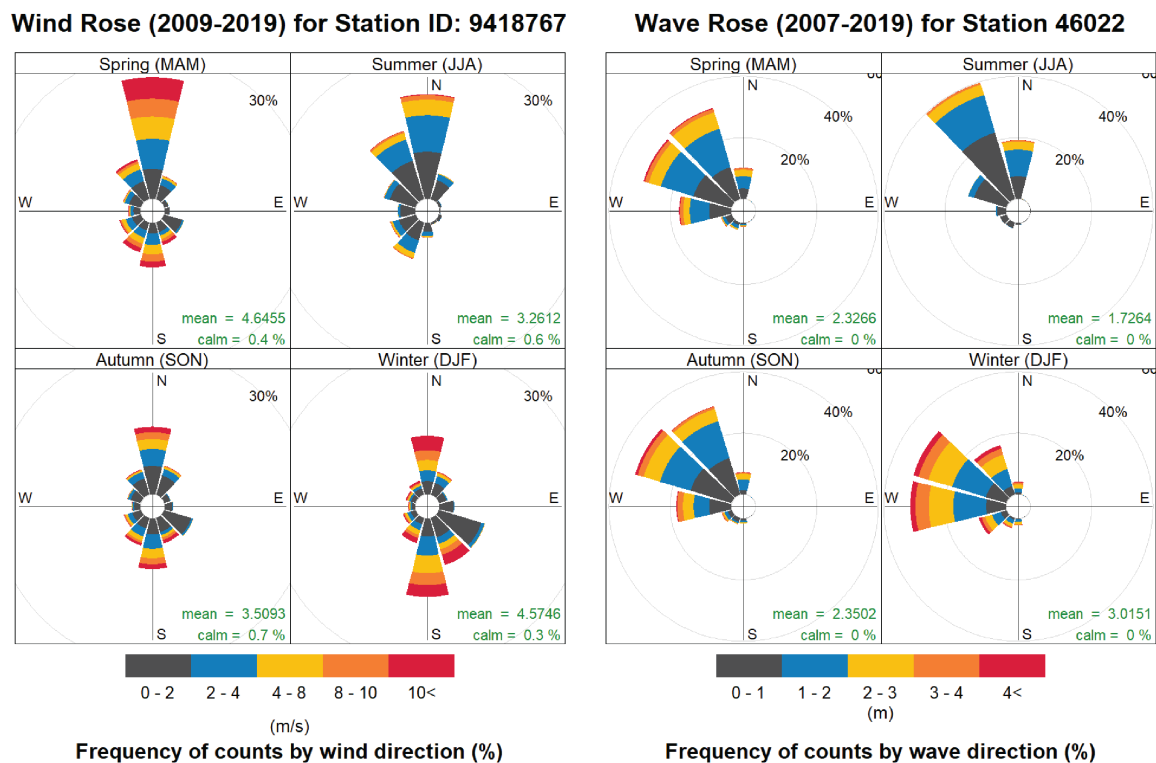 Wind Rose (2009-2019) for Station ID: 9418767
Spring (MAM)
30%
W
E
mean = 4.6455
calm = 0.4 %
Summer (JJA)
N
30%
W
E
S
mean = 3.2612
calm = 0.6 %
Autumn (SON)
N
30%
W
E
S
mean = 3.5093
calm = 0.7 %
Winter (DJF)
30%
W
E
mean = 4.5746
calm = 0.3 %
0 - 2
2 - 4
4 - 8
8 - 10
10<
(m/s)
Frequency of counts by wind direction (%)
Wave Rose (2007-2019) for Station 46022
Spring (MAM)
N
40%
20%
W
E
S
mean = 2.3266
calm = 0 %
Summer (JJA)
N
40%
20%
W
E
S
mean = 1.7264
calm = 0 %
Autumn (SON)
N
40%
20%
W
E
S
mean = 2.3502
calm = 0 %
Winter (DJF)
N
40%
20%
W
E
S
mean = 3.0151
calm = 0 %
0 - 1
1 - 2
2 - 3
3 - 4
4<
(m)
Frequency of counts by wave direction (%)